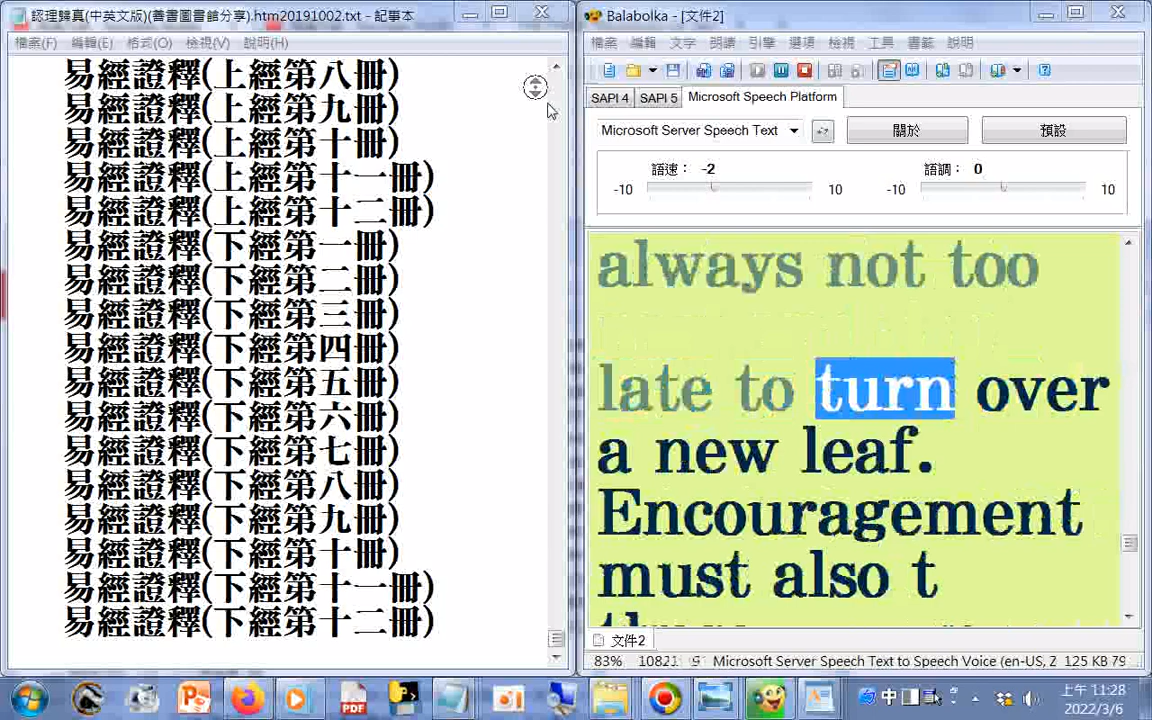 認理歸真(中英文版)(善書圖書館分享).htm20191002.txt - 記事本
檔案(F) 編輯(E) 格式(O) 檢視(V) 說明(H)
易經證釋(上經第八冊)
易經證釋(上經第九冊)
易經證釋(上經第十冊)
易經證釋(上經第十一冊)
易經證釋(上經第十二冊)
易經證釋(下經第一冊)
易經證釋(下經第二冊)
易經證釋(下經第三冊)
易經證釋(下經第四冊)
易經證釋(下經第五冊)
易經證釋(下經第六冊)
易經證釋(下經第七冊)
易經證釋(下經第八冊)
易經證釋(下經第九冊)
易經證釋(下經第十冊)
易經證釋(下經第十一冊)
易經證釋(下經第十二冊)
Balabolka - [文件2]
檔案 編輯 文字 朗讀 引擎 選項 檢視 工具 書籤 說明
SAPI 4 SAPI 5 Microsoft Speech Platform
Microsoft Server Speech Text 關於 預設
語速： -2 語調： 0
-10 10 -10 10
always not too
late to turn over
a new leaf.
Encouragement
must also t
文件2
83% 10821 Microsoft Server Speech Text to Speech Voice (en-US, Z 125 KB 79
PDF 中 上午 11:28
2022/3/6